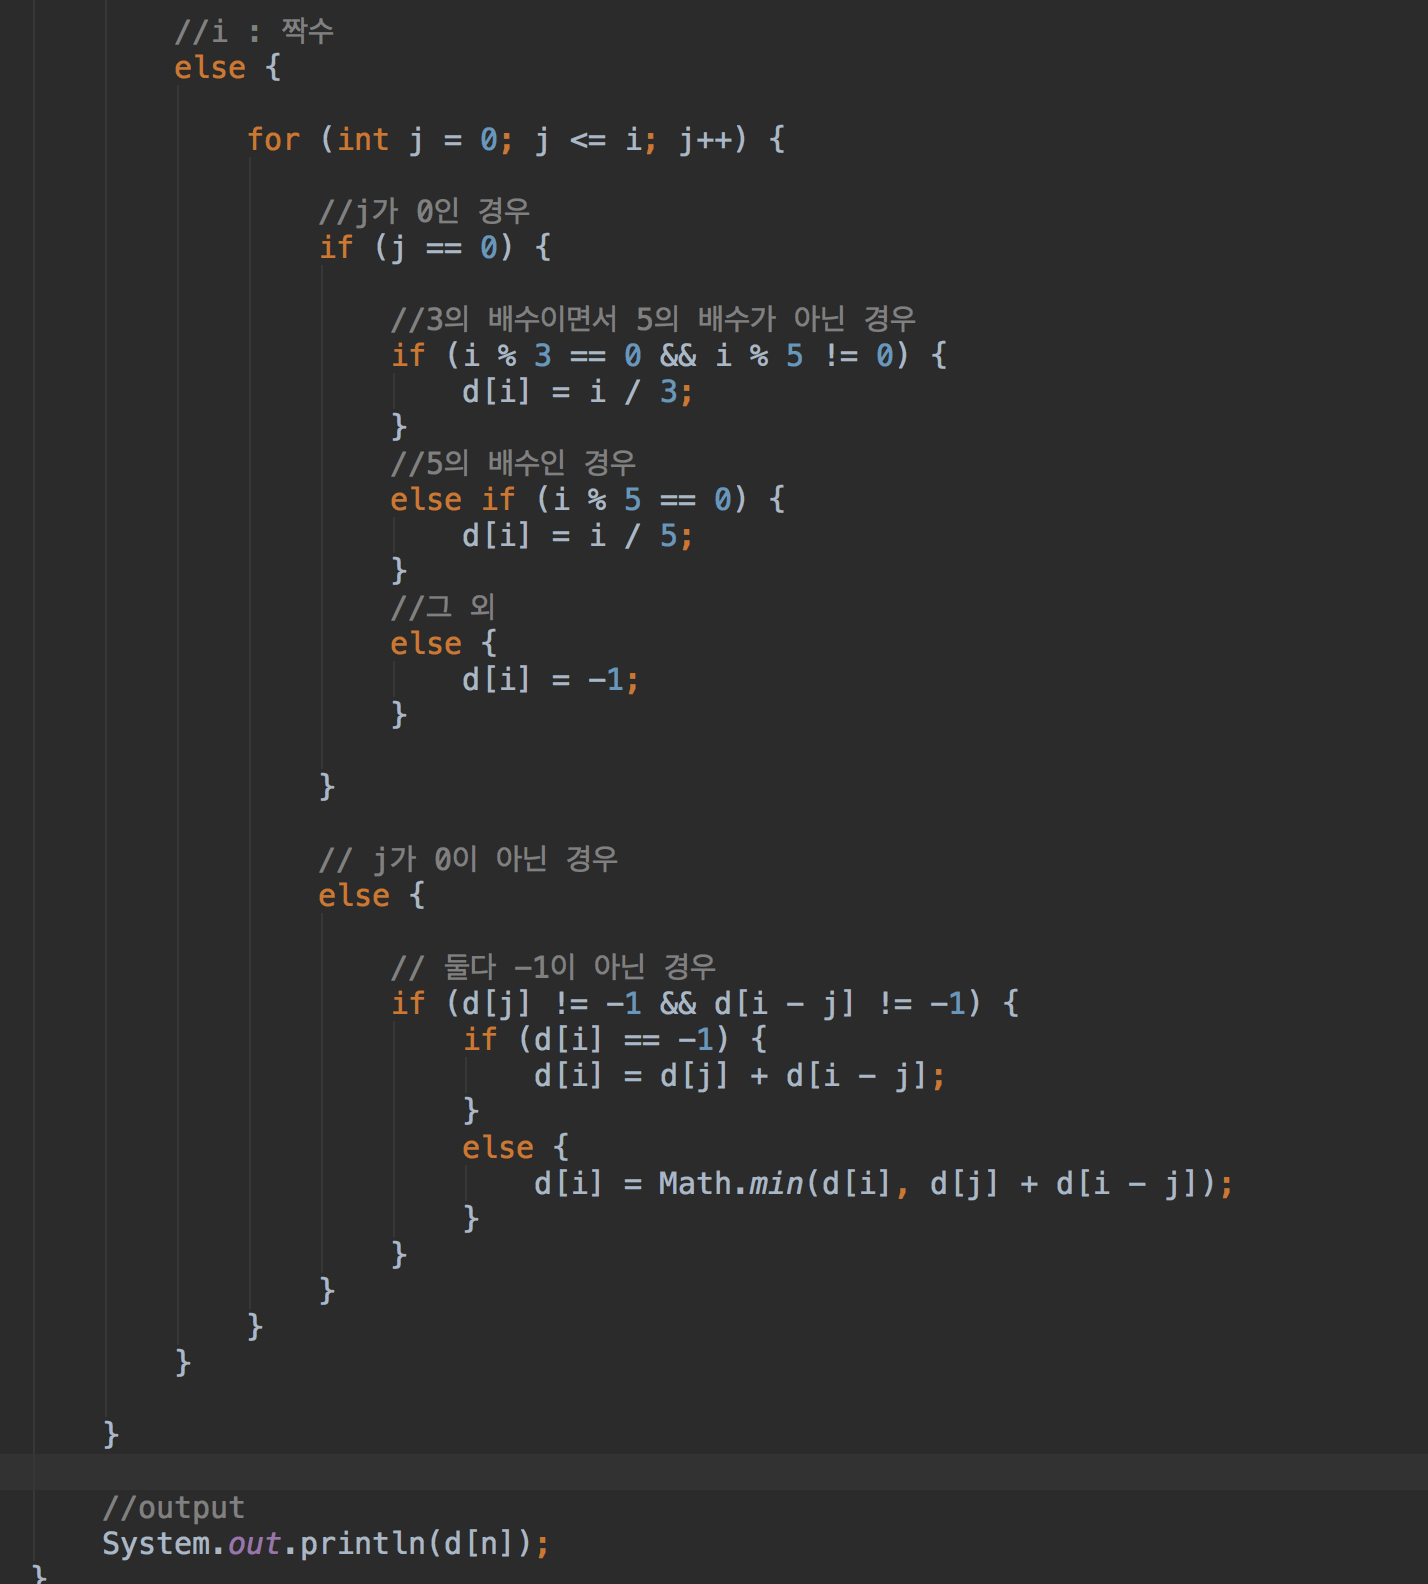 //i : 짝수
else {
for (int j = 0; j <= i; j++) {
//j가 0인 경우
if (j == 0) {
//3의 배수이면서 5의 배수가 아닌 경우
if (i % 3 == 0 && i % 5 != 0) {
d[i] = i / 3;
}
//5의 배수인 경우
else if (i % 5 == 0) {
d[i] = i / 5;
}
//그 외
else {
d[i] = -1;
}
}
// j가 0이 아닌 경우
else {
// 둘다 -1이 아닌 경우
if (d[j] != -1 && d[i - j] != -1) {
if (d[i] == -1) {
d[i] = d[j] + d[i - j];
}
else {
d[i] = Math.min(d[i], d[j] + d[i - j]);
}
}
}
}
}
}
//output
System.out.println(d[n]);
}